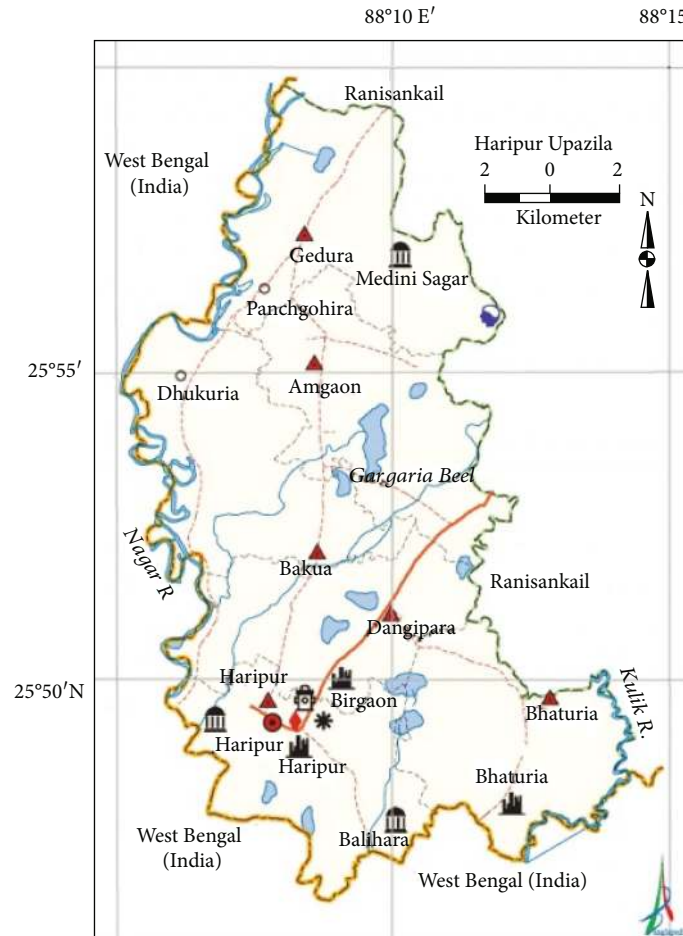 88°10 E′
88°15
Ranisankail
West Bengal
(India)
Haripur Upazila
2 0 2
Kilometer
N
Gedura
Medini Sagar
Panchgohira
25°55′
Dhukuria
Amgaon
Gargaria Beel
Nagar R
Bakua
Ranisankail
Dangipara
25°50′N
Haripur
Birgaon
Kulik R.
Bhaturia
Haripur
Haripur
Bhaturia
West Bengal
(India)
Balihara
West Bengal (India)